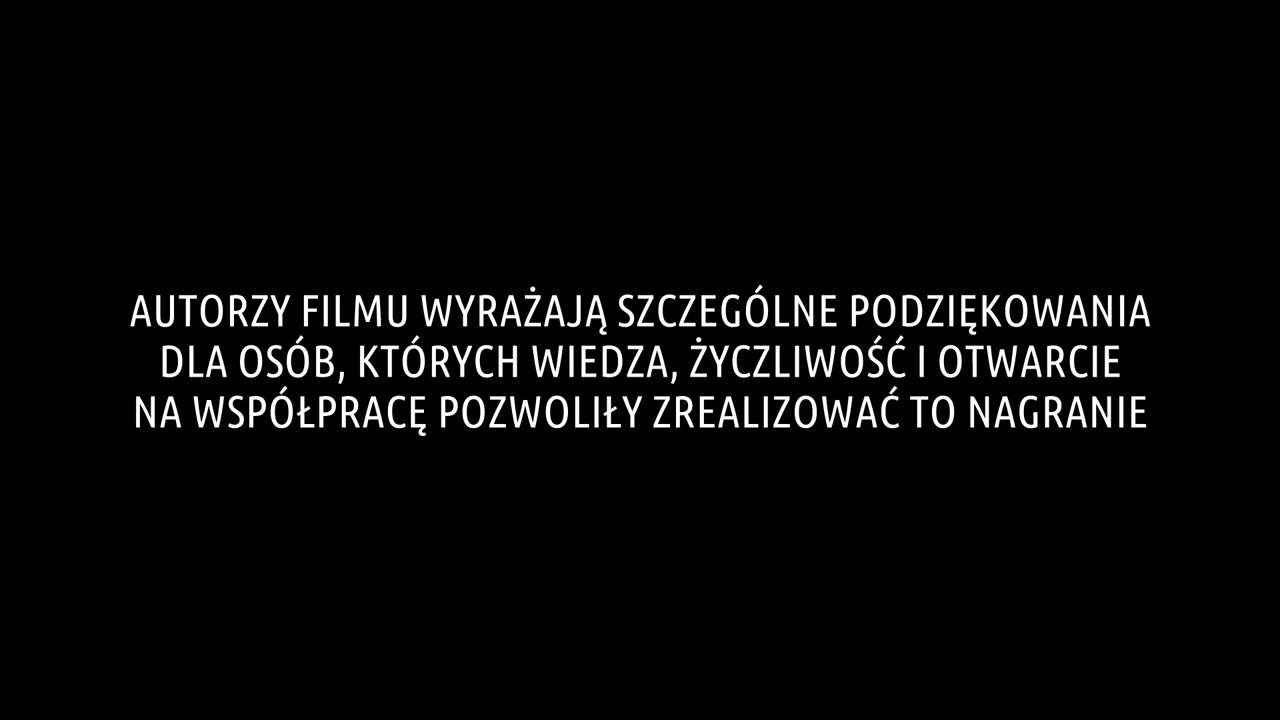 AUTORZY FILMU WYRAŻAJĄ SZCZEGÓLNE PODZIĘKOWANIA
DLA OSÓB, KTÓRYCH WIEDZA, ŻYCZLIWOŚĆ I OTWARCIE
NA WSPÓŁPRACĘ POZWOLIŁY ZREALIZOWAĆ TO NAGRANIE